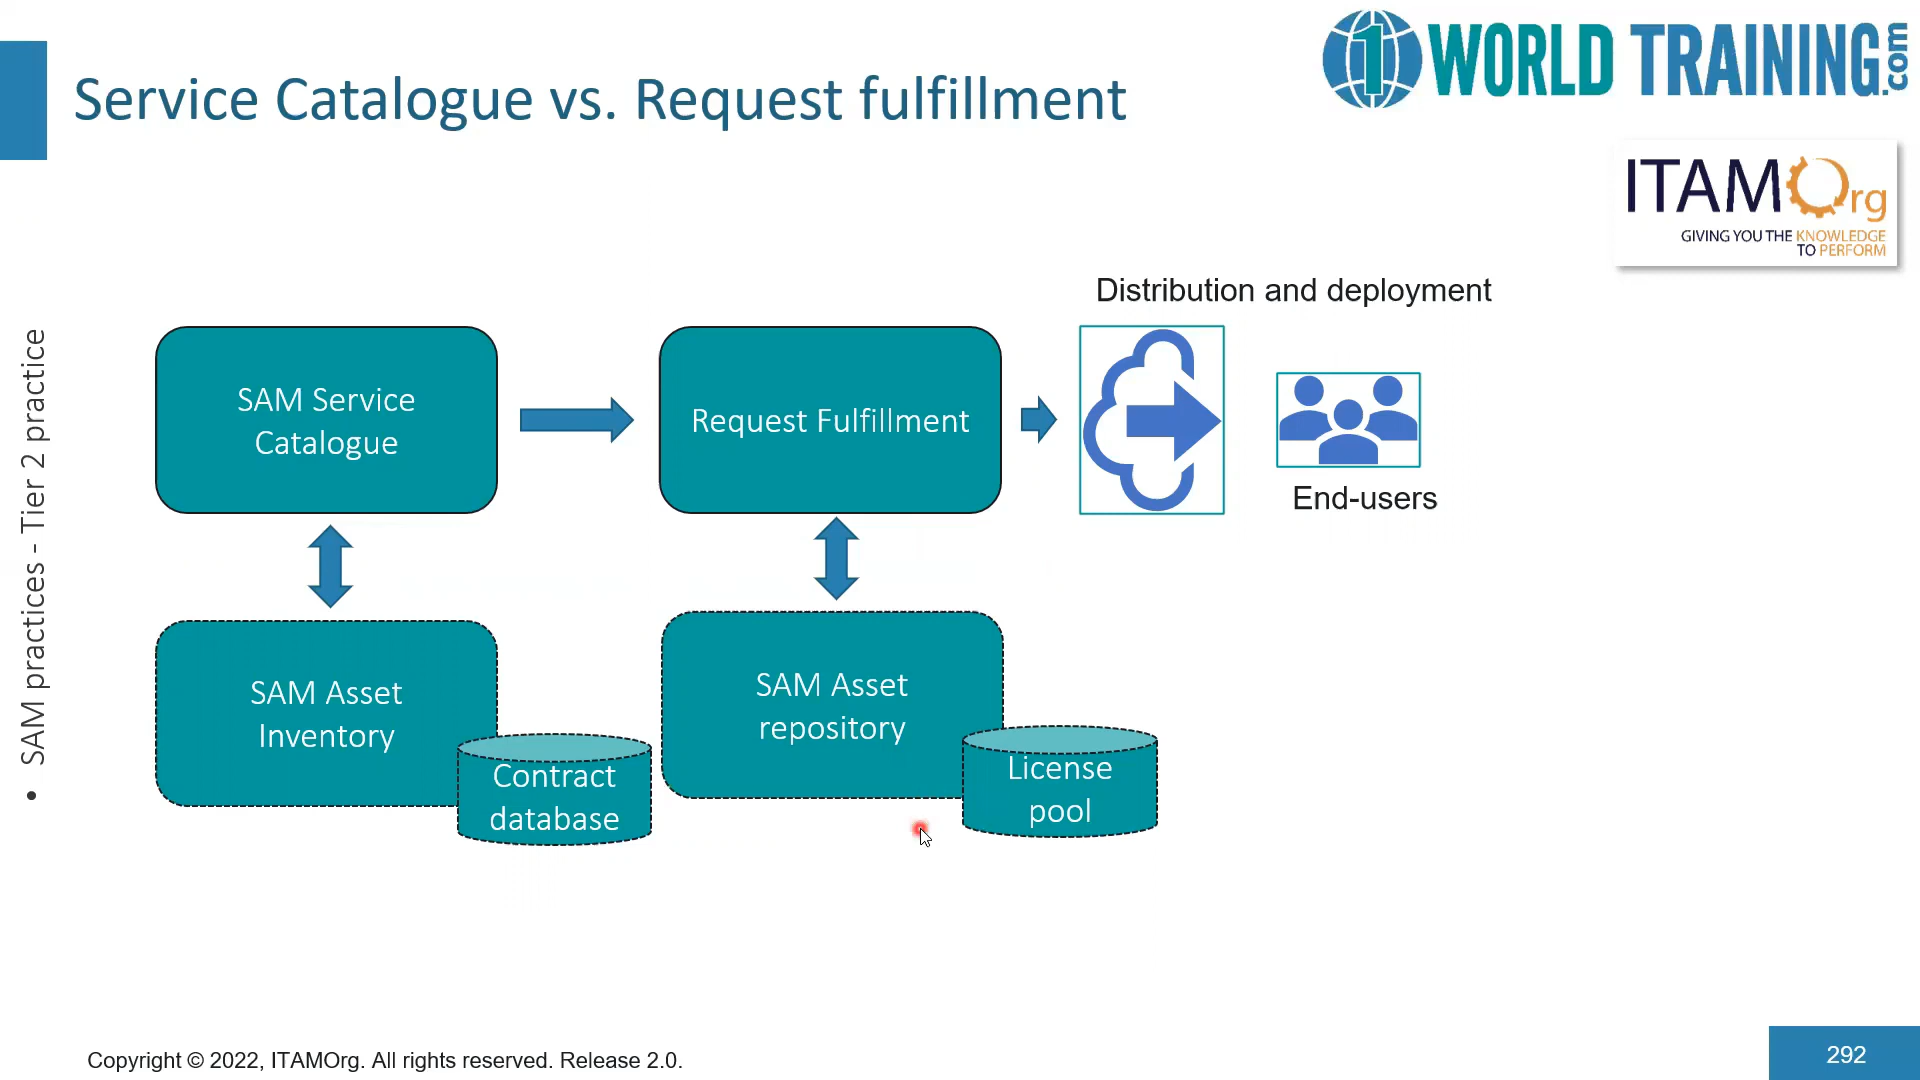 1WORLD TRAINING.com
Service Catalogue vs. Request fulfillment
ITAMOrg
GIVING YOU THE KNOWLEDGE
TO PERFORM
• SAM practices - Tier 2 practice
Distribution and deployment
SAM Service
Catalogue
Request Fulfillment
End-users
SAM Asset
Inventory
Contract
database
SAM Asset
repository
License
pool
Copyright © 2022, ITAMOrg. All rights reserved. Release 2.0.
292